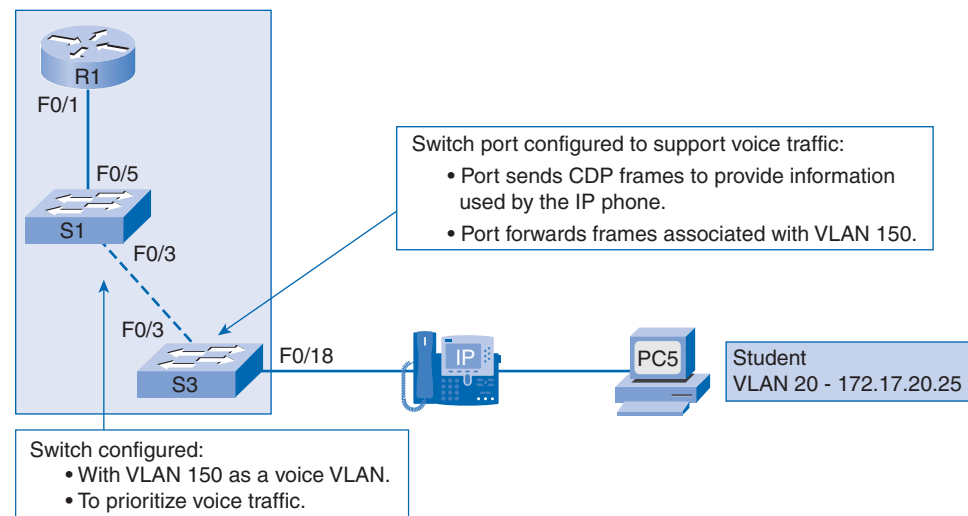 R1
F0/1
F0/5
S1
F0/3
F0/3
S3
F0/18
Switch port configured to support voice traffic:
• Port sends CDP frames to provide information
used by the IP phone.
• Port forwards frames associated with VLAN 150.
IP
PC5
Student
VLAN 20 - 172.17.20.25
Switch configured:
• With VLAN 150 as a voice VLAN.
• To prioritize voice traffic.